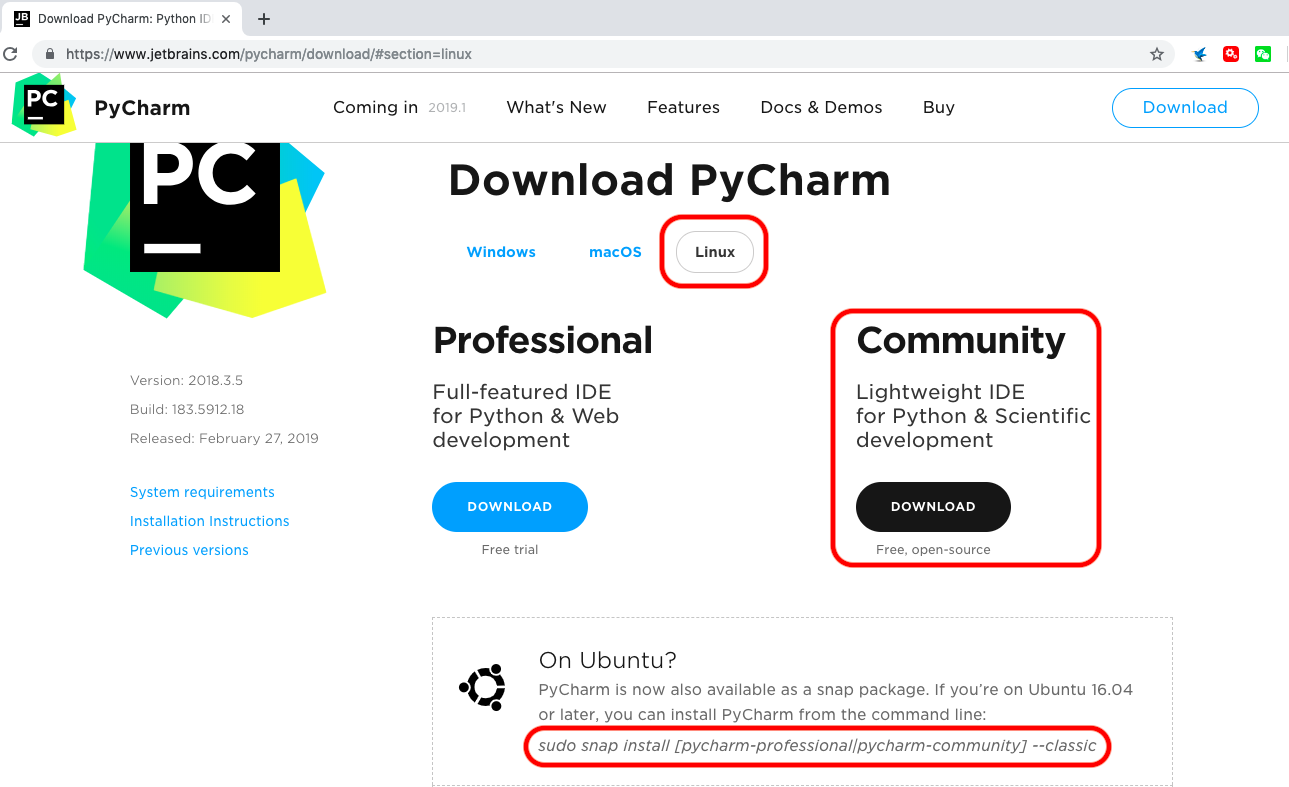 JB
Download PyCharm: Python ID
https://www.jetbrains.com/pycharm/download/#section=linux
PC
PyCharm
Coming in 2019.1
What's New
Features
Docs & Demos
Buy
Download
PC
Download PyCharm
Windows
macOS
Linux
Version: 2018.3.5
Build: 183.5912.18
Released: February 27, 2019
System requirements
Installation Instructions
Previous versions
Professional
Full-featured IDE
for Python & Web
development
DOWNLOAD
Free trial
Community
Lightweight IDE
for Python & Scientific
development
DOWNLOAD
Free, open-source
On Ubuntu?
PyCharm is now also available as a snap package. If you’re on Ubuntu 16.04
or later, you can install PyCharm from the command line:
sudo snap install [pycharm-professional|pycharm-community] --classic